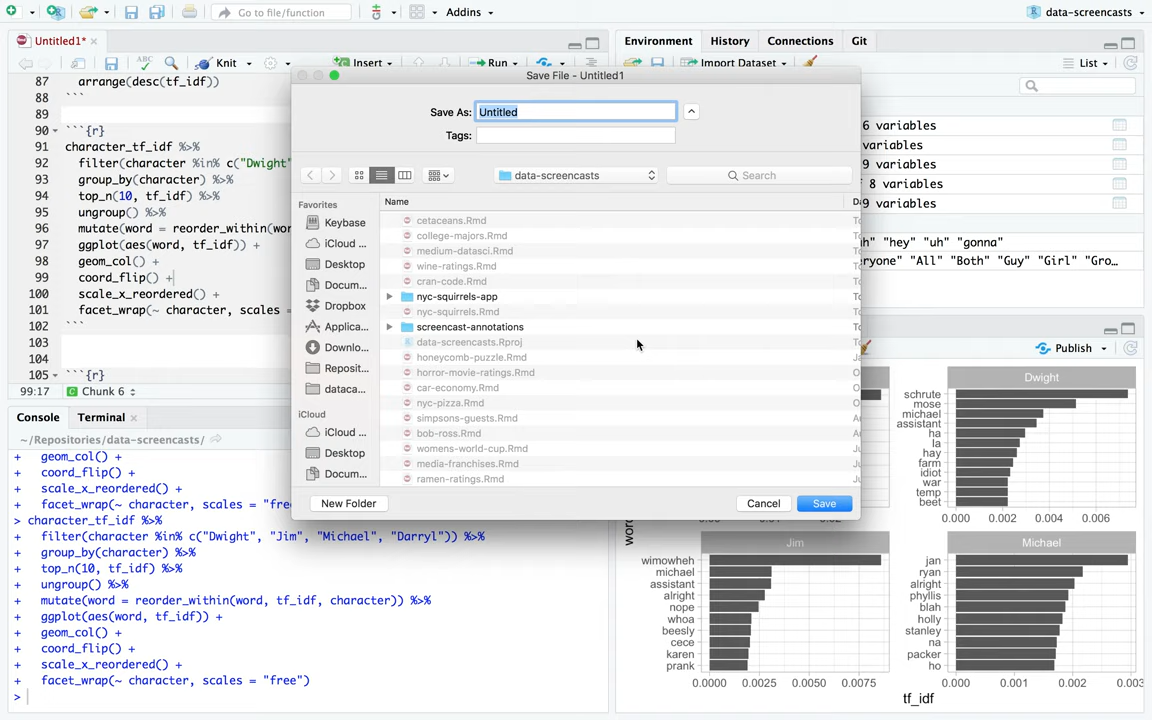 Go to file/function
Addins
data-screencasts
Untitled1*
Knit
Insert
Run
87 arrange(desc(tf_idf))
88 ```
89
90 ```{r}
91 character_tf_idf %>%
92 filter(character %in% c("Dwight"
93 group_by(character) %>%
94 top_n(10, tf_idf) %>%
95 ungroup() %>%
96 mutate(word = reorder_within(wor
97 ggplot(aes(word, tf_idf)) +
98 geom_col() +
99 coord_flip() +
100 scale_x_reordered() +
101 facet_wrap(~ character, scales =
102 ```
103
104
105 ```{r}
99:17 Chunk 6
Console Terminal
~/Repositories/data-screencasts/
+ geom_col() +
+ coord_flip() +
+ scale_x_reordered() +
+ facet_wrap(~ character, scales = "free
> character_tf_idf %>%
+ filter(character %in% c("Dwight", "Jim", "Michael", "Darryl")) %>%
+ group_by(character) %>%
+ top_n(10, tf_idf) %>%
+ ungroup() %>%
+ mutate(word = reorder_within(word, tf_idf, character)) %>%
+ ggplot(aes(word, tf_idf)) +
+ geom_col() +
+ coord_flip() +
+ scale_x_reordered() +
+ facet_wrap(~ character, scales = "free")
>
Save File - Untitled1
Save As: Untitled
Tags:
data-screencasts
Search
Favorites
Keybase
iCloud ...
Desktop
Docum...
Dropbox
Applica...
Downlo...
Reposit...
dataca...
iCloud
iCloud ...
Desktop
Docum...
Name
cetaceans.Rmd
college-majors.Rmd
medium-datasci.Rmd
wine-ratings.Rmd
cran-code.Rmd
nyc-squirrels-app
nyc-squirrels.Rmd
screencast-annotations
data-screencasts.Rproj
honeycomb-puzzle.Rmd
horror-movie-ratings.Rmd
car-economy.Rmd
nyc-pizza.Rmd
simpsons-guests.Rmd
bob-ross.Rmd
womens-world-cup.Rmd
media-franchises.Rmd
ramen-ratings.Rmd
New Folder
Cancel
Save
Environment History Connections Git
Import Dataset
List
6 variables
variables
9 variables
8 variables
9 variables
"hey" "uh" "gonna"
"All" "Both" "Guy" "Girl" "Gro...
Publish
Dwight
schrute
mose
michael
assistant
ha
la
hay
farm
idiot
war
temp
beet
0.000 0.002 0.004 0.006
Jim
wimowheh
michael
assistant
alright
nope
whoa
beesly
cece
karen
prank
0.0000 0.0025 0.0050 0.0075
Michael
jan
ryan
alright
phyllis
blah
holly
stanley
na
packer
ho
0.000 0.001 0.002 0.003
tf_idf